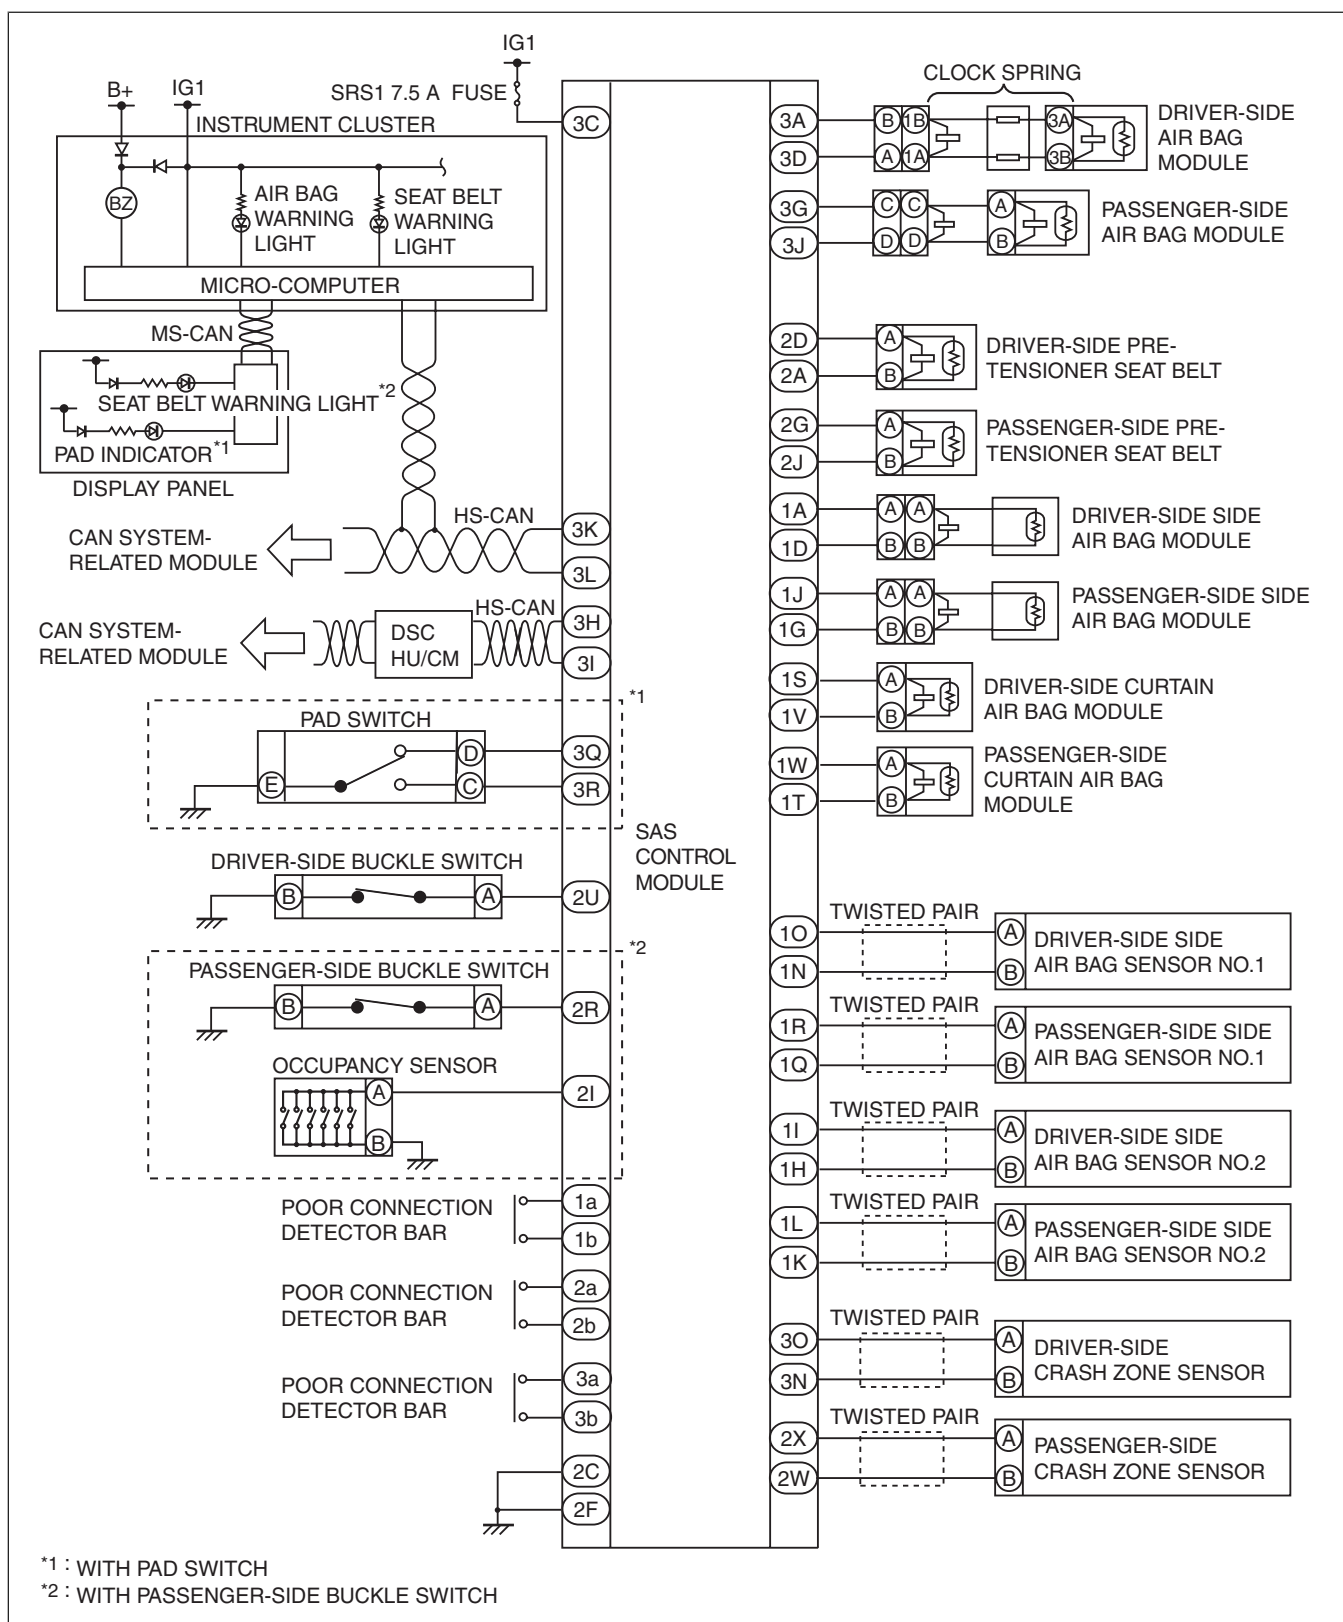 IG1
SRS1 7.5 A FUSE
B+
IG1
INSTRUMENT CLUSTER
BZ
AIR BAG
WARNING
LIGHT
SEAT BELT
WARNING
LIGHT
MICRO-COMPUTER
MS-CAN
SEAT BELT WARNING LIGHT*2
PAD INDICATOR*1
DISPLAY PANEL
CAN SYSTEM-
RELATED MODULE
HS-CAN
CAN SYSTEM-
RELATED MODULE
DSC
HU/CM
HS-CAN
*1
PAD SWITCH
E
D
C
DRIVER-SIDE BUCKLE SWITCH
B
A
*2
PASSENGER-SIDE BUCKLE SWITCH
B
A
OCCUPANCY SENSOR
A
B
POOR CONNECTION
DETECTOR BAR
POOR CONNECTION
DETECTOR BAR
POOR CONNECTION
DETECTOR BAR
3C
3K
3L
3H
3I
3Q
3R
2U
2R
2I
1a
1b
2a
2b
3a
3b
2C
2F
SAS
CONTROL
MODULE
CLOCK SPRING
3A B 1B 3A
3D A 1A 3B
DRIVER-SIDE
AIR BAG
MODULE
3G C C A
3J D D B
PASSENGER-SIDE
AIR BAG MODULE
2D A
2A B
DRIVER-SIDE PRE-
TENSIONER SEAT BELT
2G A
2J B
PASSENGER-SIDE PRE-
TENSIONER SEAT BELT
1A A A
1D B B
DRIVER-SIDE SIDE
AIR BAG MODULE
1J A A
1G B B
PASSENGER-SIDE SIDE
AIR BAG MODULE
1S A
1V B
DRIVER-SIDE CURTAIN
AIR BAG MODULE
1W A
1T B
PASSENGER-SIDE
CURTAIN AIR BAG
MODULE
TWISTED PAIR
1O A
1N B
DRIVER-SIDE SIDE
AIR BAG SENSOR NO.1
TWISTED PAIR
1R A
1Q B
PASSENGER-SIDE SIDE
AIR BAG SENSOR NO.1
TWISTED PAIR
1I A
1H B
DRIVER-SIDE SIDE
AIR BAG SENSOR NO.2
TWISTED PAIR
1L A
1K B
PASSENGER-SIDE SIDE
AIR BAG SENSOR NO.2
TWISTED PAIR
3O A
3N B
DRIVER-SIDE
CRASH ZONE SENSOR
TWISTED PAIR
2X A
2W B
PASSENGER-SIDE
CRASH ZONE SENSOR
*1 : WITH PAD SWITCH
*2 : WITH PASSENGER-SIDE BUCKLE SWITCH